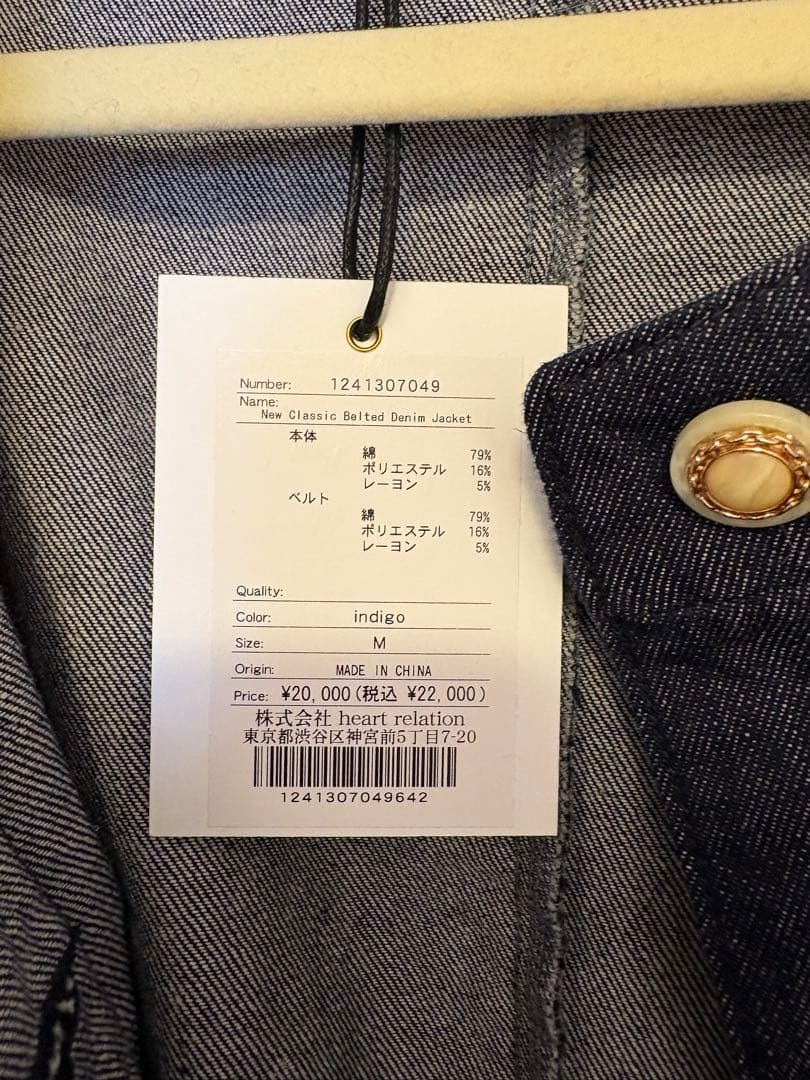 Number: 1241307049
Name:
New Classic Belted Denim Jacket
本体
綿 79%
ポリエステル 16%
レーヨン 5%
ベルト
綿 79%
ポリエステル 16%
レーヨン 5%
Quality:
Color: indigo
Size: M
Origin: MADE IN CHINA
Price: ¥20,000(税込 ¥22,000)
株式会社 heart relation
東京都渋谷区神宮前5丁目7-20
1241307049642